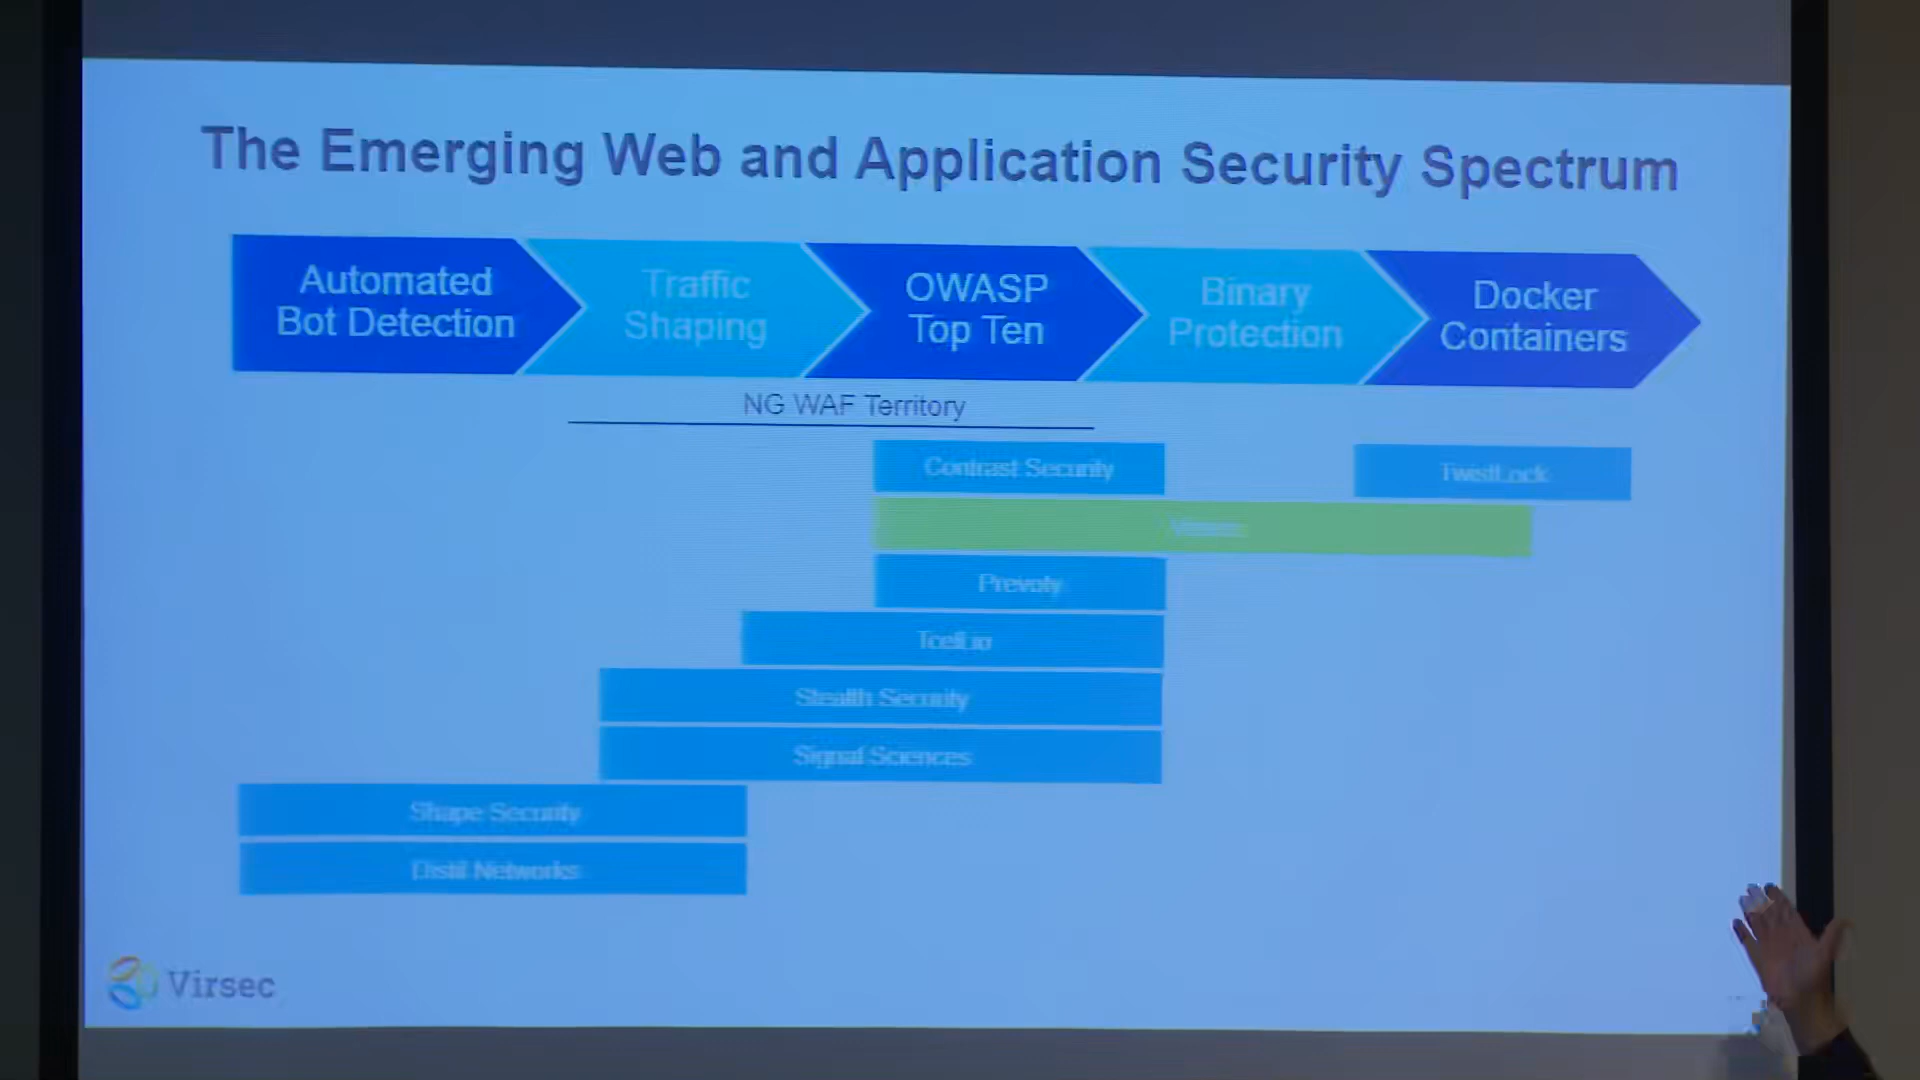 The Emerging Web and Application Security Spectrum
Automated
Bot Detection
Traffic
Shaping
OWASP
Top Ten
Binary
Protection
Docker
Containers
NG WAF Territory
Contrast Security
TwistLock
Prevoty
Stealth Security
Signal Sciences
Shape Security
Distil Networks
Virsec